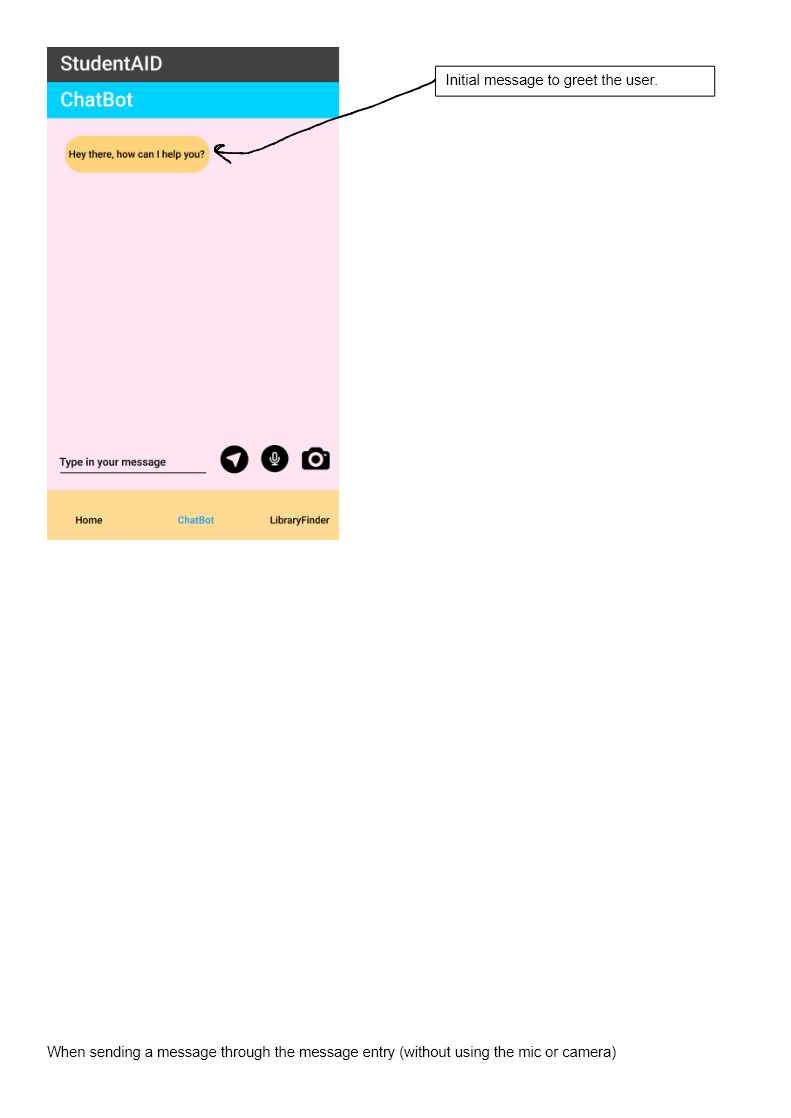 StudentAID
Initial message to greet the user.
ChatBot
Hey there, how can I help you?
Type in your message
Home ChatBot LibraryFinder
When sending a message through the message entry (without using the mic or camera)